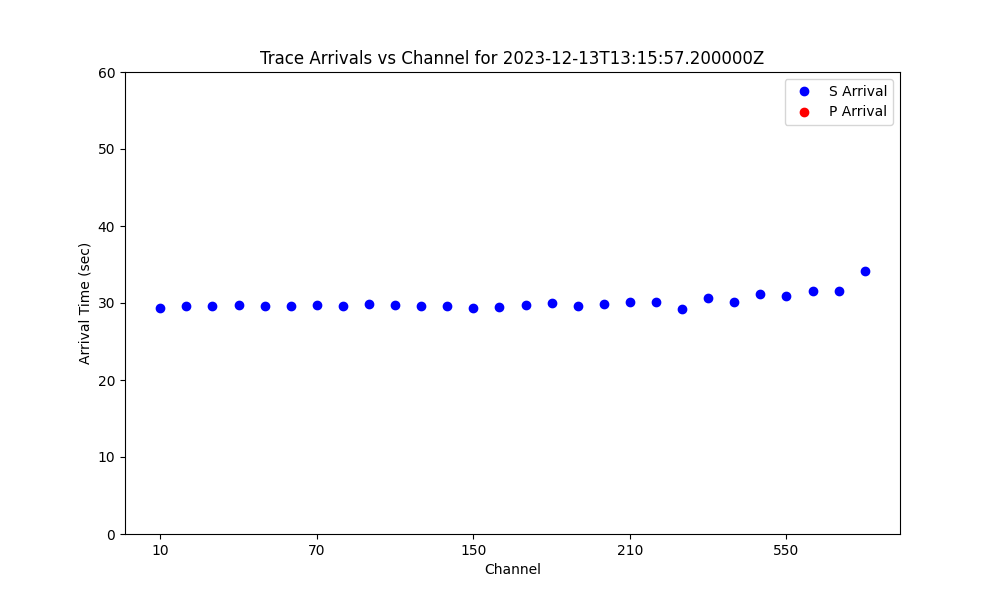 Trace Arrivals vs Channel for 2023-12-13T13:15:57.200000Z
S Arrival
P Arrival
60
50
40
30
20
10
0
Arrival Time (sec)
10 70 150 210 550
Channel